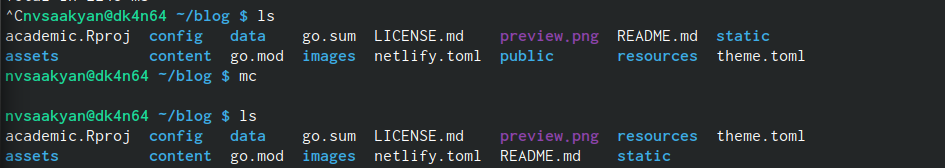 ^Cnvsaakyan@dk4n64 ~/blog $ ls
academic.Rproj config data go.sum LICENSE.md preview.png README.md static
assets content go.mod images netlify.toml public resources theme.toml
nvsaakyan@dk4n64 ~/blog $ mc
nvsaakyan@dk4n64 ~/blog $ ls
academic.Rproj config data go.sum LICENSE.md preview.png resources theme.toml
assets content go.mod images netlify.toml README.md static